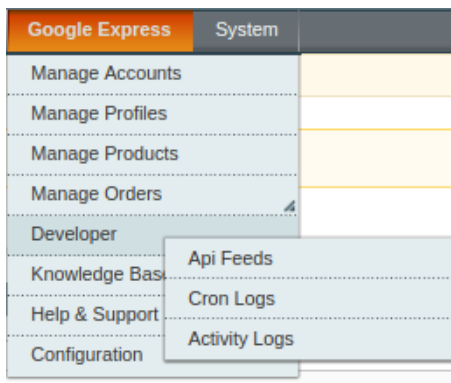 Google Express System
Manage Accounts
Manage Profiles
Manage Products
Manage Orders
Developer
Api Feeds
Knowledge Bas
Cron Logs
Help & Support
Activity Logs
Configuration